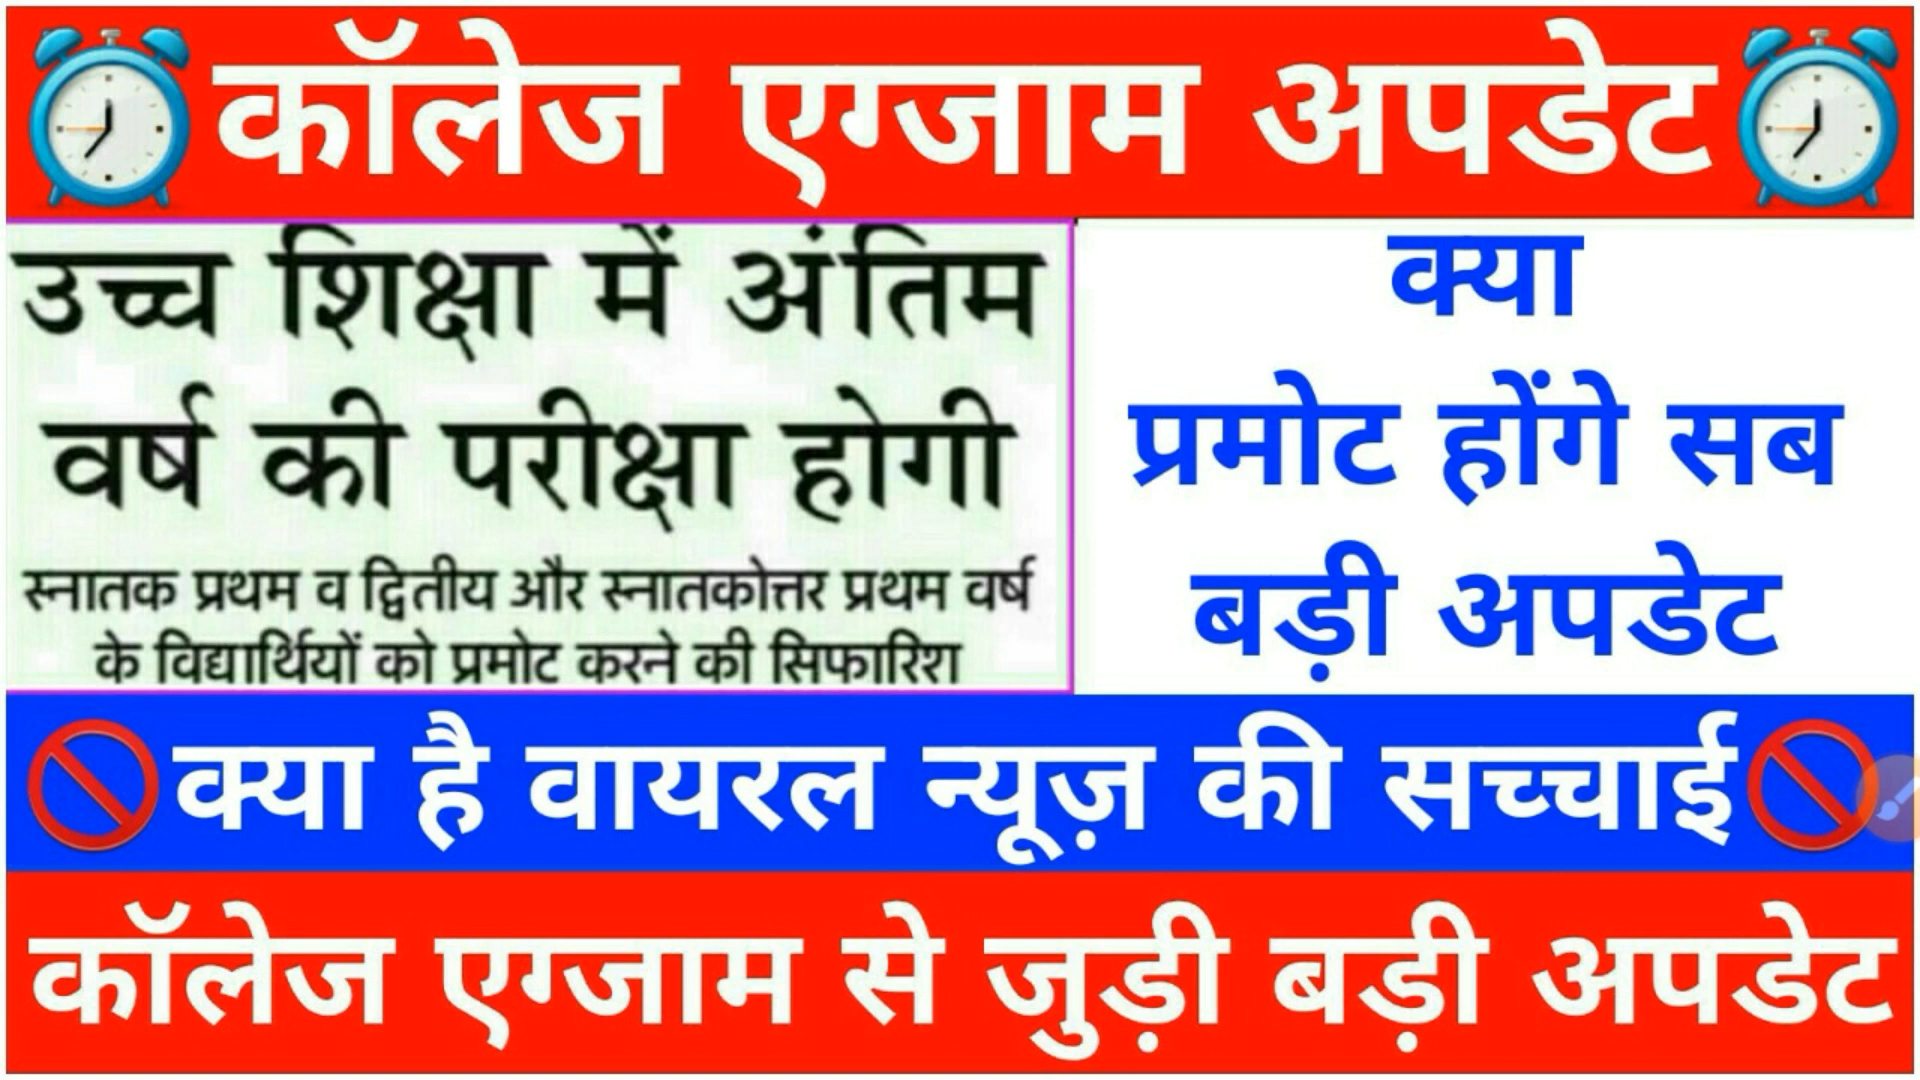 कॉलेज एग्जाम अपडेट
उच्च शिक्षा में अंतिम
वर्ष की परीक्षा होगी
स्नातक प्रथम व द्वितीय और स्नातकोत्तर प्रथम वर्ष
के विद्यार्थियों को प्रमोट करने की सिफारिश
क्या
प्रमोट होंगे सब
बड़ी अपडेट
क्या है वायरल न्यूज़ की सच्चाई
कॉलेज एग्जाम से जुड़ी बड़ी अपडेट